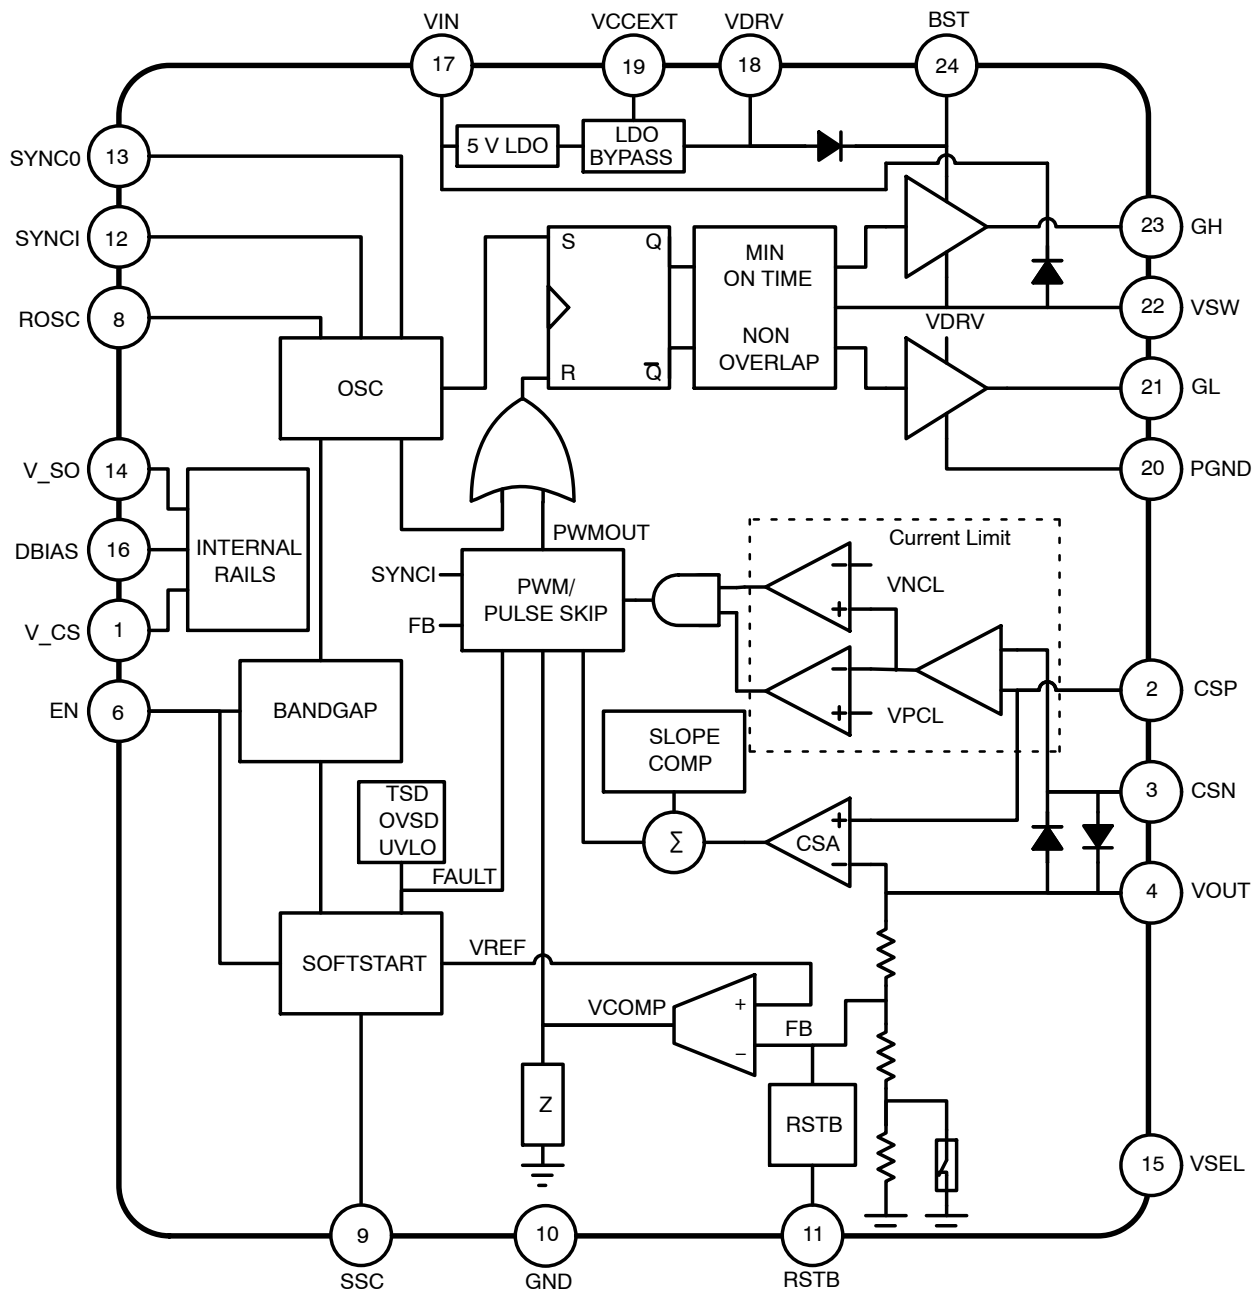 VIN
VCCEXT
VDRV
BST
17
19
18
24
5 V LDO
LDO
BYPASS
SYNC0
13
SYNCI
12
ROSC
8
23
GH
22
VSW
21
GL
20
PGND
S
Q
R
Q̅
MIN
ON TIME
NON
OVERLAP
VDRV
OSC
V_SO
14
DBIAS
16
V_CS
1
INTERNAL
RAILS
EN
6
BANDGAP
PWMOUT
SYNCI
FB
PWM/
PULSE SKIP
Current Limit
−
VNCL
+
−
VPCL
+
2
CSP
3
CSN
4
VOUT
SLOPE
COMP
Σ
+
CSA
−
TSD
OVSD
UVLO
FAULT
SOFTSTART
VREF
VCOMP
+
−
FB
Z
RSTB
15
VSEL
9
10
11
SSC
GND
RSTB